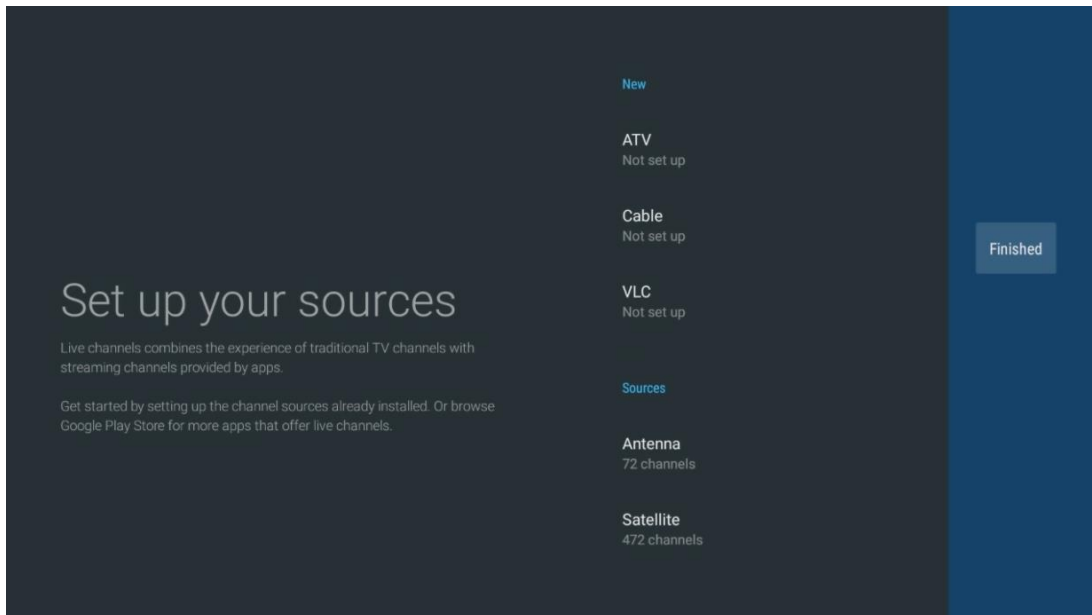 Set up your sources
Live channels combines the experience of traditional TV channels with
streaming channels provided by apps.
Get started by setting up the channel sources already installed. Or browse
Google Play Store for more apps that offer live channels.
New
ATV
Not set up
Cable
Not set up
VLC
Not set up
Sources
Antenna
72 channels
Satellite
472 channels
Finished